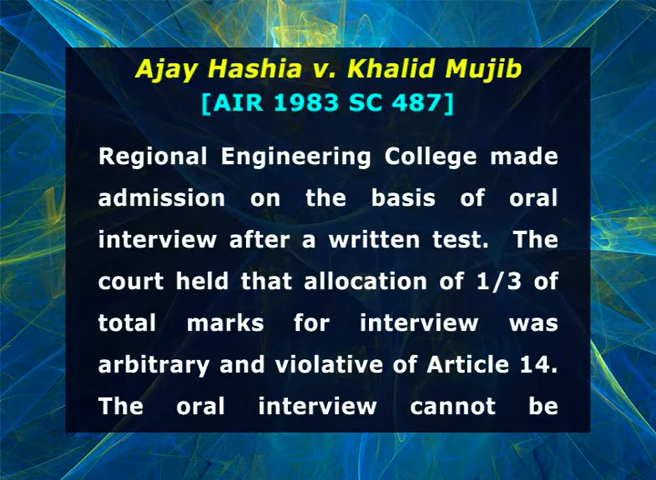 Ajay Hashia v. Khalid Mujib
[AIR 1983 SC 487]
Regional Engineering College made
admission on the basis of oral
interview after a written test. The
court held that allocation of 1/3 of
total marks for interview was
arbitrary and violative of Article 14.
The oral interview cannot be